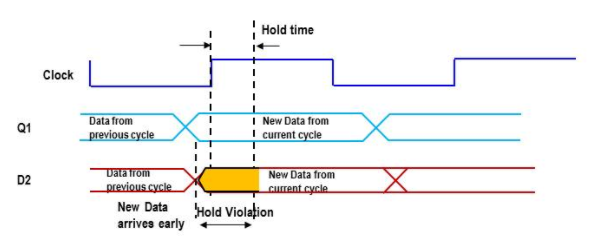 Hold time
Clock
Q1
Data from
previous cycle
New Data from
current cycle
D2
Data from
previous cycle
New Data from
current cycle
New Data
arrives early
Hold Violation